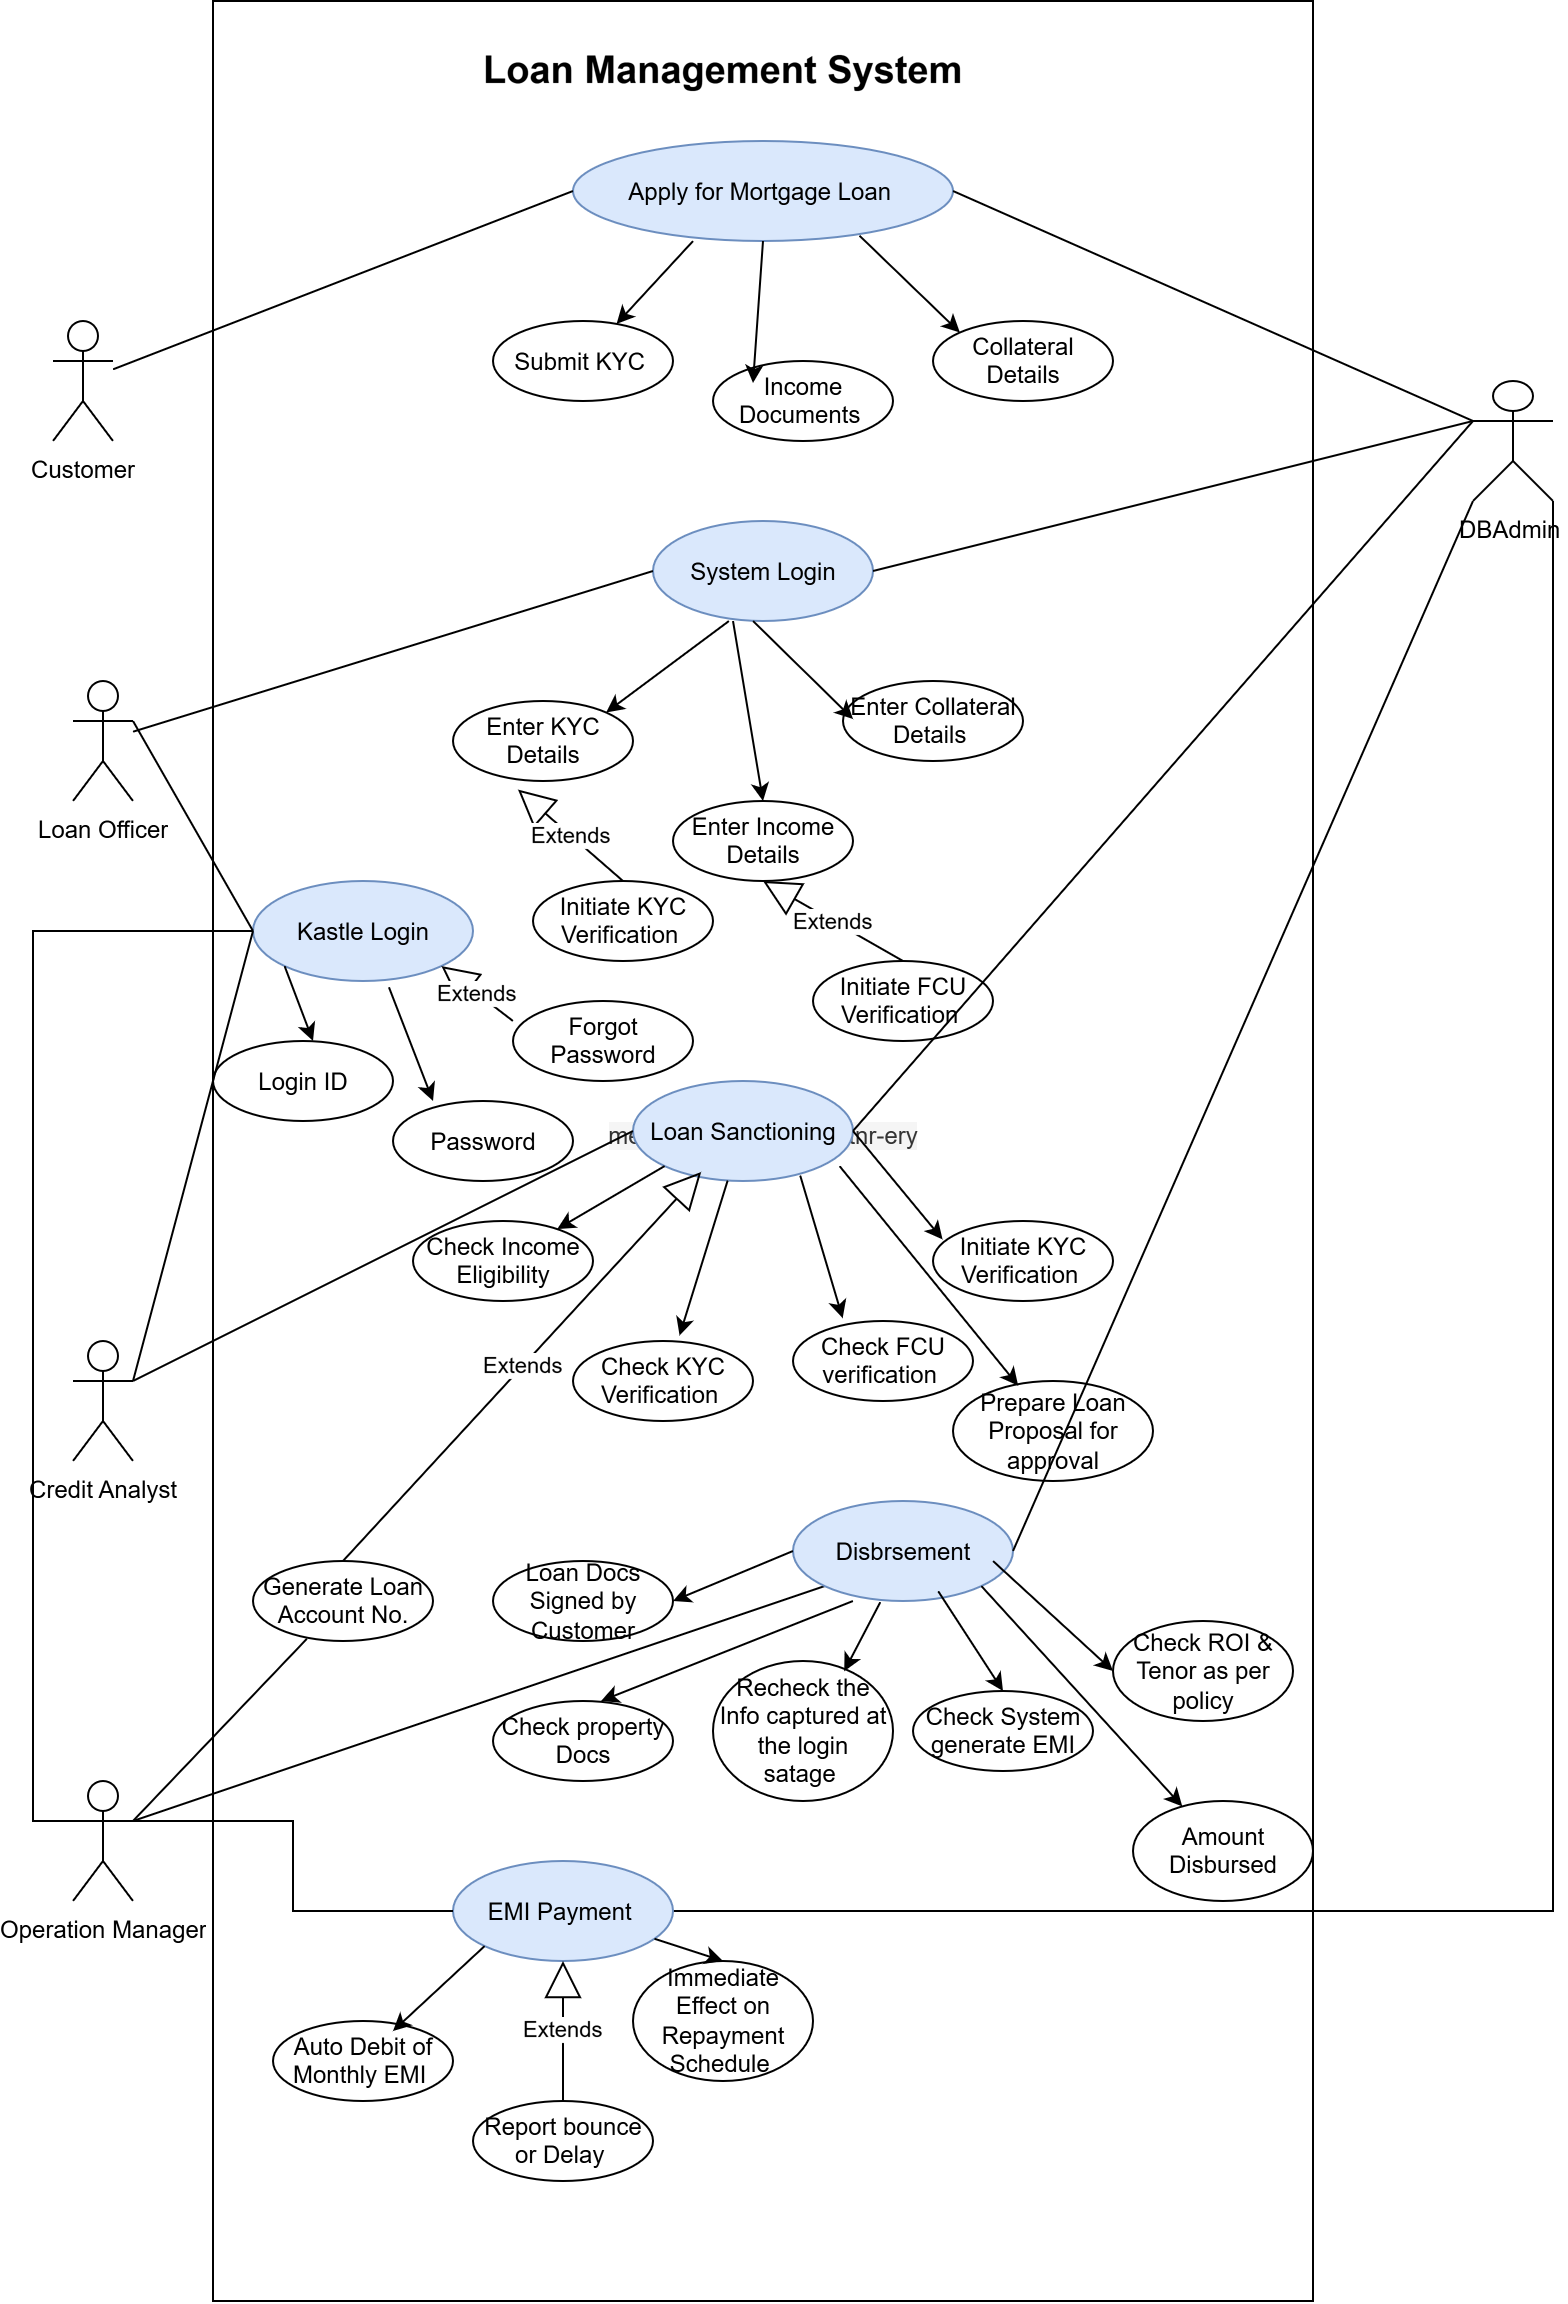 Loan Management System
Apply for Mortgage Loan
Submit KYC
Income
Documents
Collateral
Details
Customer
DBAdmin
System Login
Enter KYC
Details
Enter Collateral
Details
Loan Officer
Enter Income
Details
Extends
Initiate KYC
Verification
Extends
Kastle Login
Initiate FCU
Verification
Extends
Forgot
Password
Login ID
Password
Loan Sanctioning
Check Income
Eligibility
Initiate KYC
Verification
Extends
Check KYC
Verification
Check FCU
verification
Prepare Loan
Proposal for
approval
Credit Analyst
Disbrsement
Generate Loan
Account No.
Loan Docs
Signed by
Customer
Check property
Docs
Recheck the
Info captured at
the login
satage
Check System
generate EMI
Check ROI &
Tenor as per
policy
Amount
Disbursed
Operation Manager
EMI Payment
Auto Debit of
Monthly EMI
Extends
Immediate
Effect on
Repayment
Schedule
Report bounce
or Delay